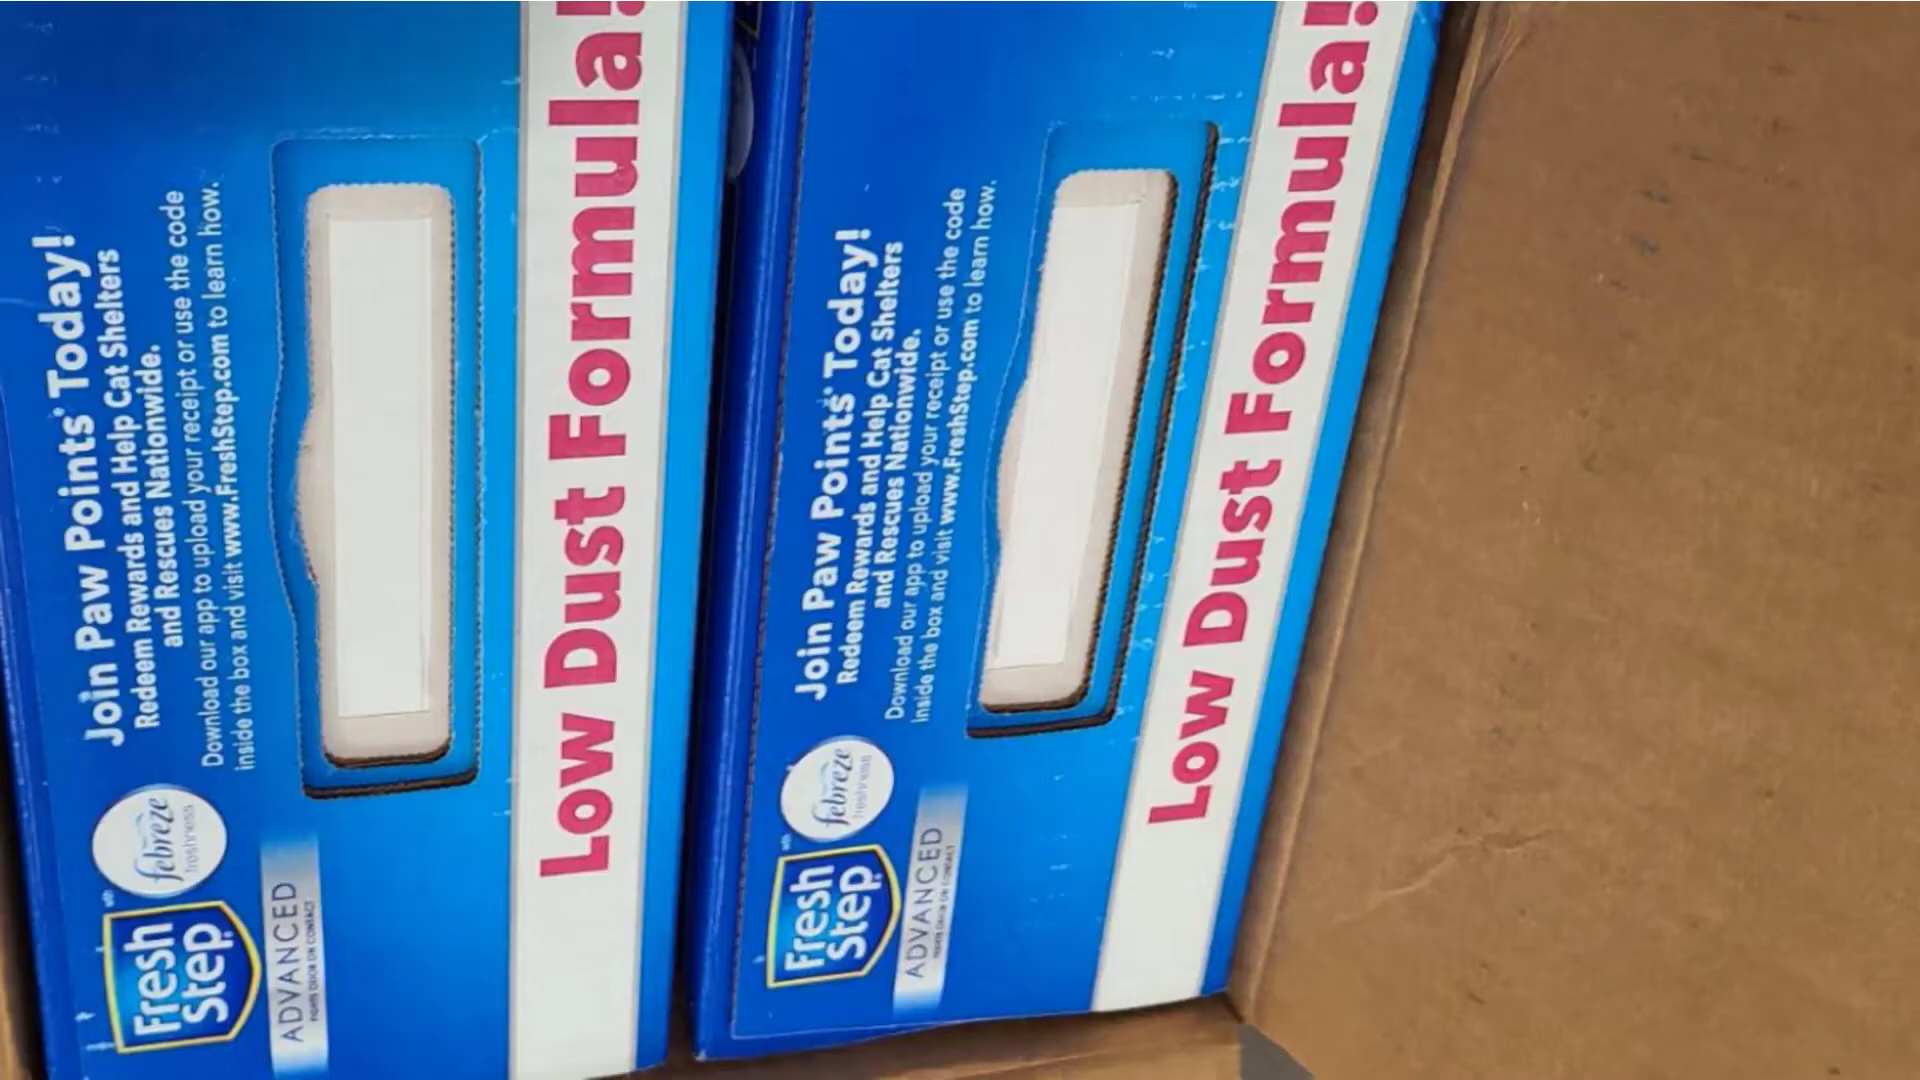 Fresh
Step
with
febreze
freshness
ADVANCED
FIGHTS ODOR ON CONTACT
Join Paw Points® Today!
Redeem Rewards and Help Cat Shelters
and Rescues Nationwide.
Download our app to upload your receipt or use the code
inside the box and visit www.FreshStep.com to learn how.
Low Dust Formula!
Fresh
Step
with
febreze
freshness
ADVANCED
FIGHTS ODOR ON CONTACT
Join Paw Points® Today!
Redeem Rewards and Help Cat Shelters
and Rescues Nationwide.
Download our app to upload your receipt or use the code
inside the box and visit www.FreshStep.com to learn how.
Low Dust Formula!